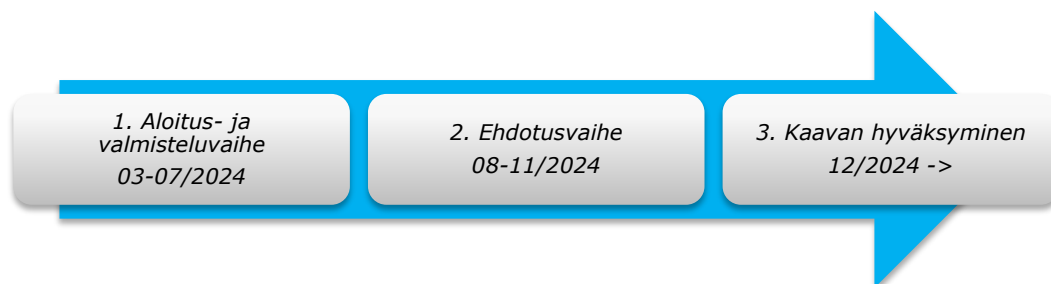 1. Aloitus- ja
valmisteluvaihe
03-07/2024
2. Ehdotusvaihe
08-11/2024
3. Kaavan hyväksyminen
12/2024 ->